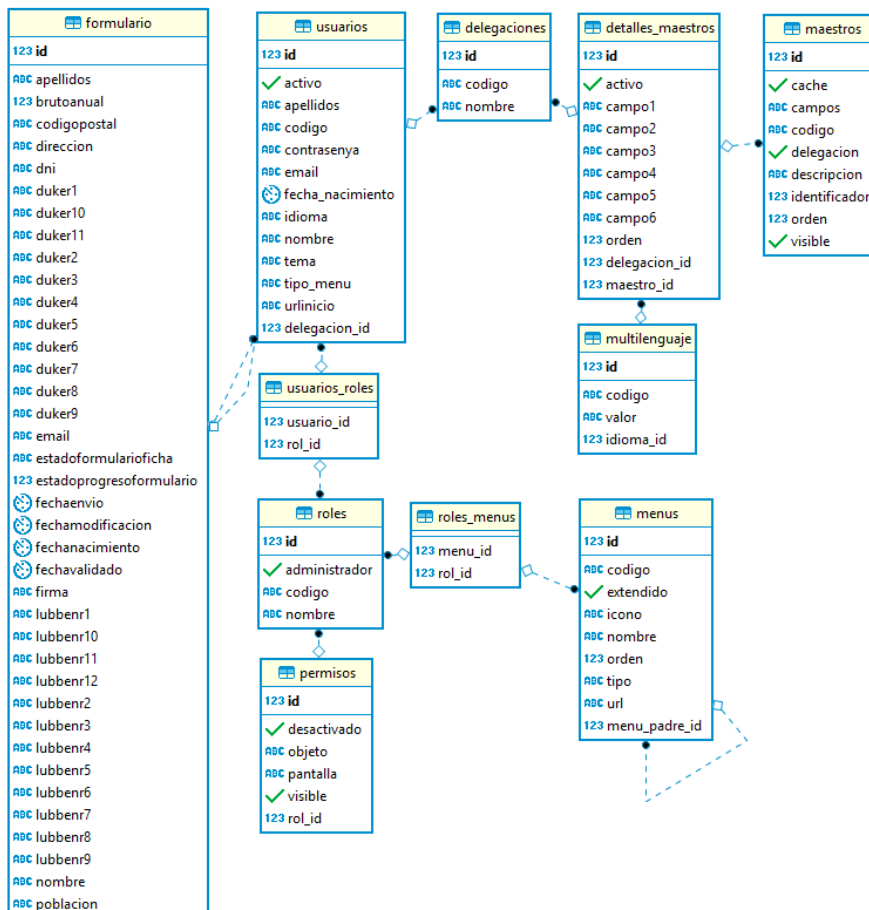 formulario
123 id
ABC apellidos
123 brutoanual
ABC codigopostal
ABC direccion
ABC dni
ABC duker1
ABC duker10
ABC duker11
ABC duker2
ABC duker3
ABC duker4
ABC duker5
ABC duker6
ABC duker7
ABC duker8
ABC duker9
ABC email
ABC estadoformularioficha
123 estadoprogresoformulario
fechaenvio
fechamodificacion
fechanacimiento
fechavalidado
ABC firma
ABC lubbenr1
ABC lubbenr10
ABC lubbenr11
ABC lubbenr12
ABC lubbenr2
ABC lubbenr3
ABC lubbenr4
ABC lubbenr5
ABC lubbenr6
ABC lubbenr7
ABC lubbenr8
ABC lubbenr9
ABC nombre
ABC poblacion
usuarios
123 id
activo
ABC apellidos
ABC codigo
ABC contrasenya
ABC email
fecha_nacimiento
ABC idioma
ABC nombre
ABC tema
ABC tipo_menu
ABC urlinicio
123 delegacion_id
delegaciones
123 id
ABC codigo
ABC nombre
detalles_maestros
123 id
activo
ABC campo1
ABC campo2
ABC campo3
ABC campo4
ABC campo5
ABC campo6
123 orden
123 delegacion_id
123 maestro_id
maestros
123 id
cache
ABC campos
ABC codigo
delegacion
ABC descripcion
123 identificador
123 orden
visible
usuarios_roles
123 usuario_id
123 rol_id
multilenguaje
123 id
ABC codigo
ABC valor
123 idioma_id
roles
123 id
administrador
ABC codigo
ABC nombre
roles_menus
123 menu_id
123 rol_id
menus
123 id
ABC codigo
extendido
ABC icono
ABC nombre
123 orden
ABC tipo
ABC url
123 menu_padre_id
permisos
123 id
desactivado
ABC objeto
ABC pantalla
visible
123 rol_id